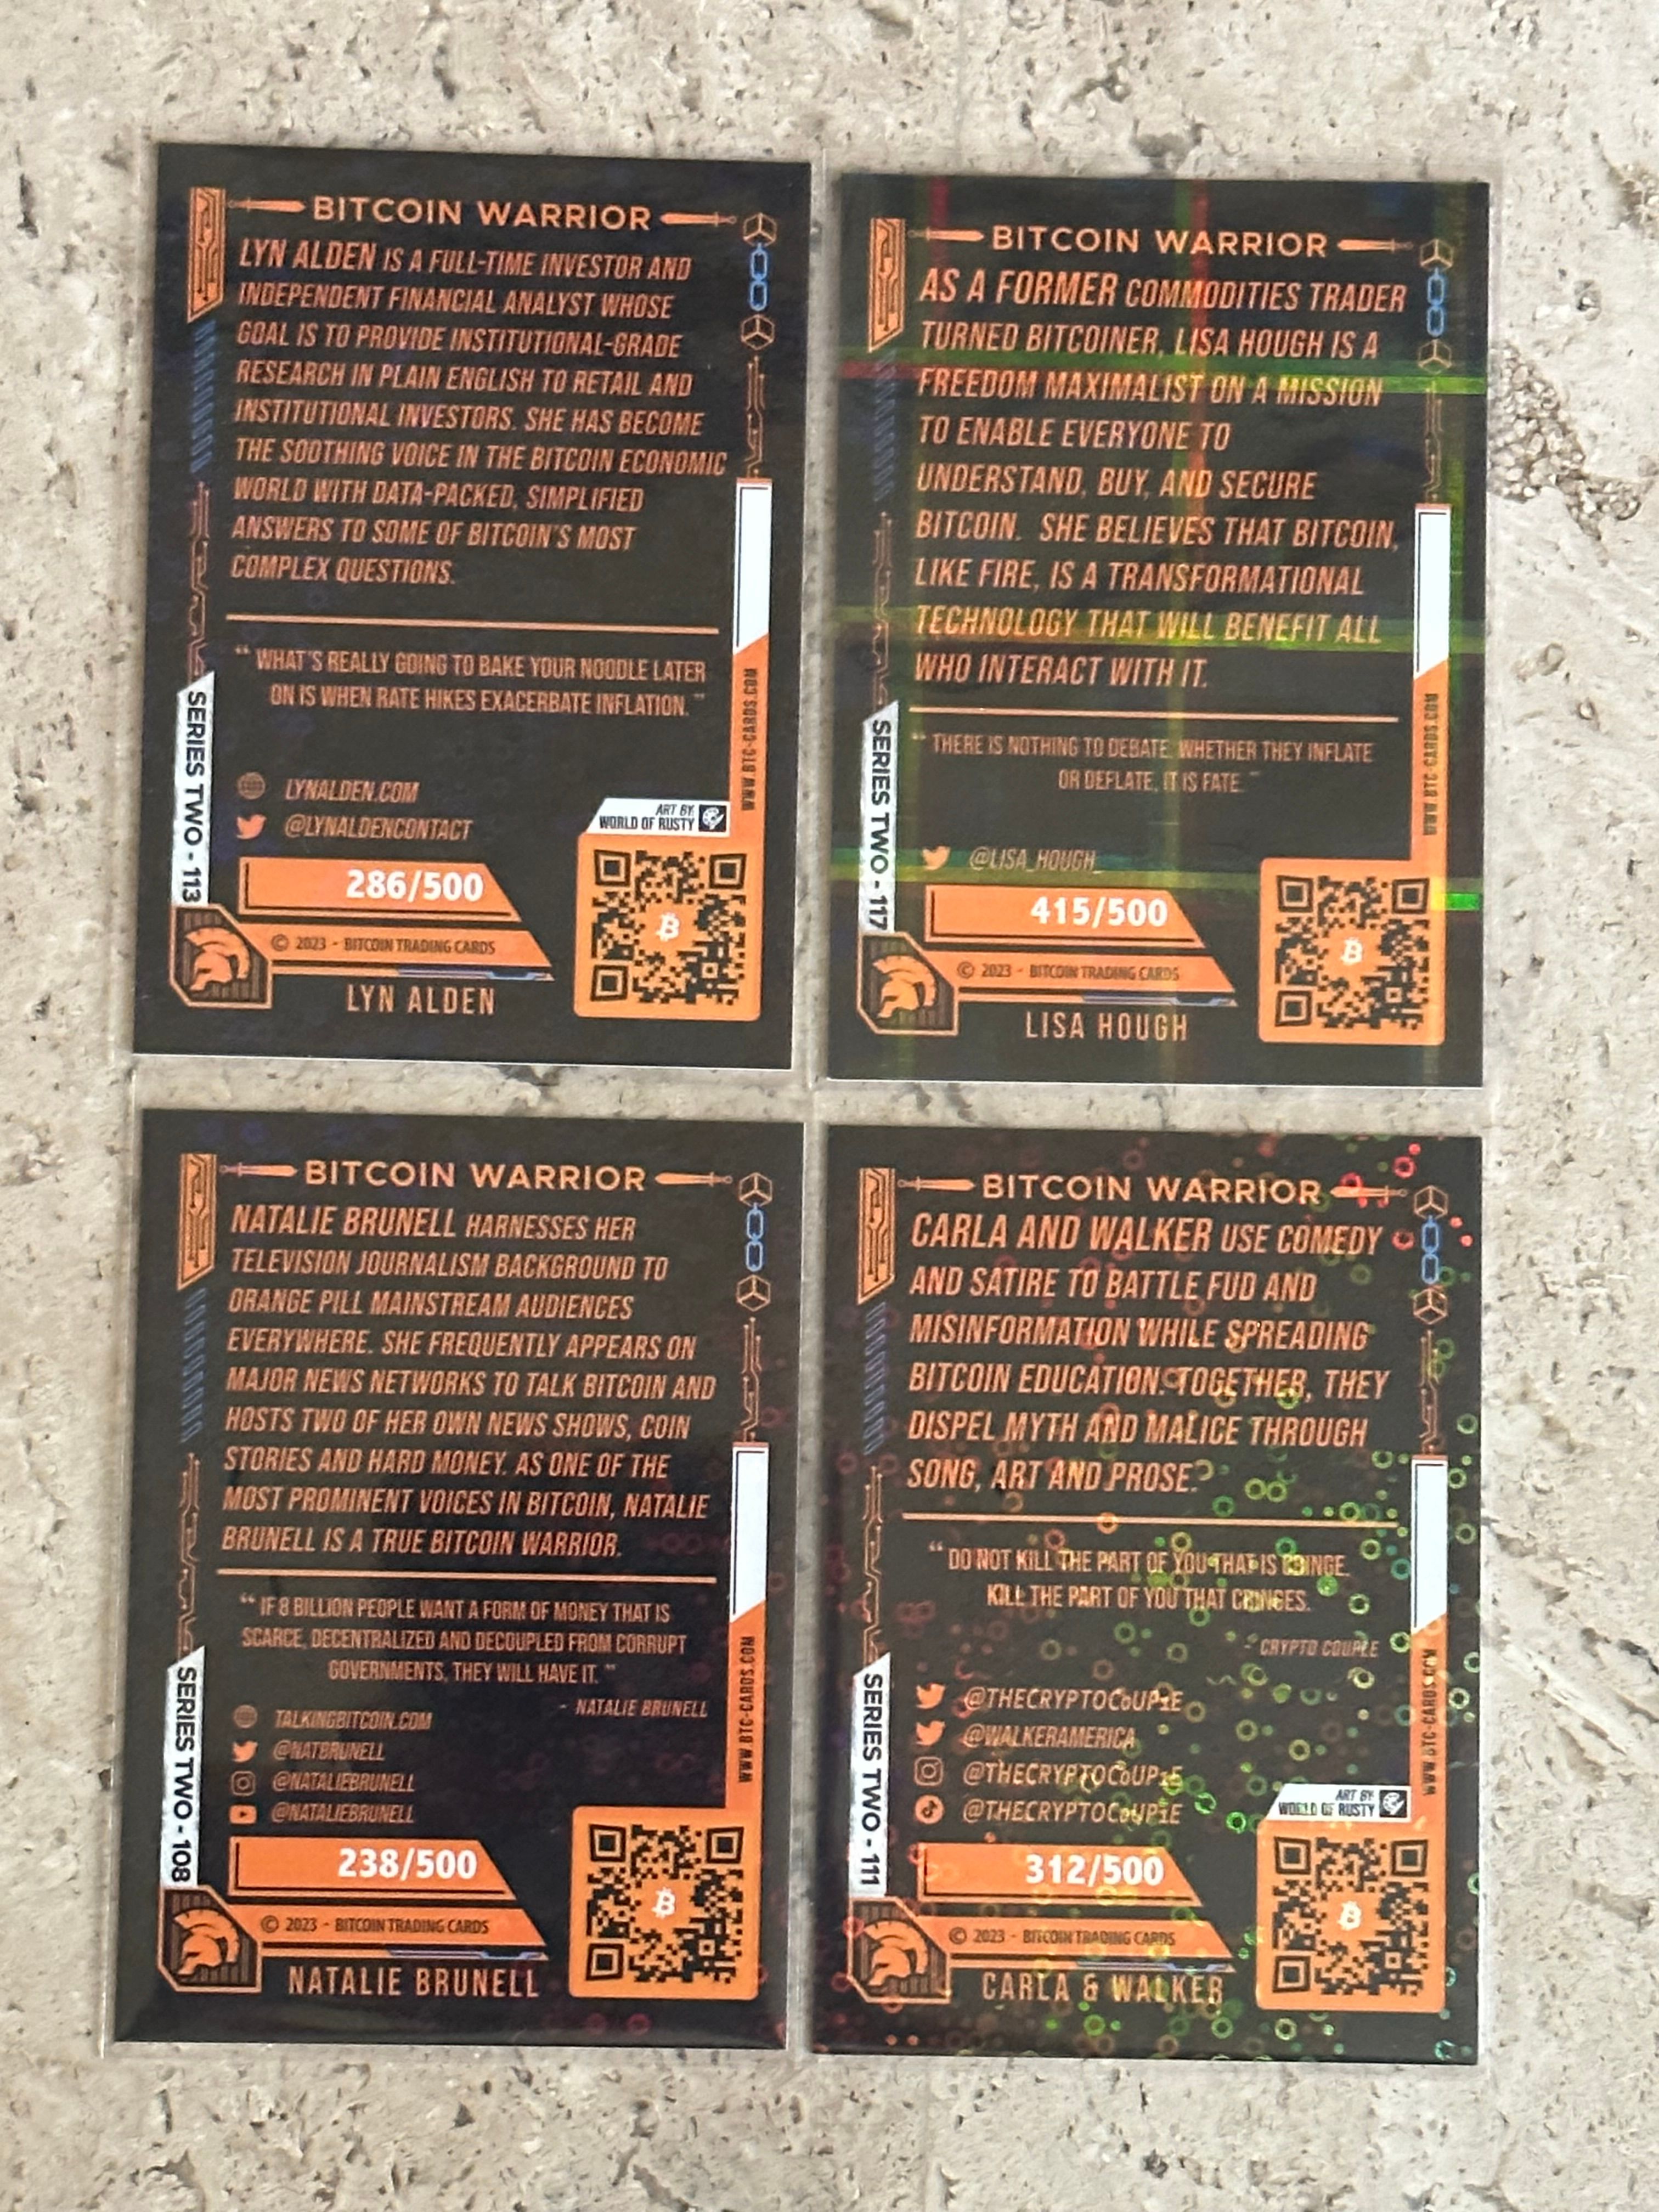 BITCOIN WARRIOR
LYN ALDEN IS A FULL-TIME INVESTOR AND
INDEPENDENT FINANCIAL ANALYST WHOSE
GOAL IS TO PROVIDE INSTITUTIONAL-GRADE
RESEARCH IN PLAIN ENGLISH TO RETAIL AND
INSTITUTIONAL INVESTORS. SHE HAS BECOME
THE SOOTHING VOICE IN THE BITCOIN ECONOMIC
WORLD WITH DATA-PACKED, SIMPLIFIED
ANSWERS TO SOME OF BITCOIN'S MOST
COMPLEX QUESTIONS.
“ WHAT'S REALLY GOING TO BAKE YOUR NOODLE LATER
ON IS WHEN RATE HIKES EXACERBATE INFLATION. ”
LYNALDEN.COM
@LYNALDENCONTACT
SERIES TWO - 113
WWW.BTC-CARDS.COM
ART BY:
WORLD OF RUSTY
286/500
© 2023 - BITCOIN TRADING CARDS
LYN ALDEN
BITCOIN WARRIOR
AS A FORMER COMMODITIES TRADER
TURNED BITCOINER, LISA HOUGH IS A
FREEDOM MAXIMALIST ON A MISSION
TO ENABLE EVERYONE TO
UNDERSTAND, BUY, AND SECURE
BITCOIN. SHE BELIEVES THAT BITCOIN,
LIKE FIRE, IS A TRANSFORMATIONAL
TECHNOLOGY THAT WILL BENEFIT ALL
WHO INTERACT WITH IT.
“ THERE IS NOTHING TO DEBATE. WHETHER THEY INFLATE
OR DEFLATE, IT IS FATE. ”
@LISA_HOUGH_
SERIES TWO - 117
WWW.BTC-CARDS.COM
415/500
© 2023 - BITCOIN TRADING CARDS
LISA HOUGH
BITCOIN WARRIOR
NATALIE BRUNELL HARNESSES HER
TELEVISION JOURNALISM BACKGROUND TO
ORANGE PILL MAINSTREAM AUDIENCES
EVERYWHERE. SHE FREQUENTLY APPEARS ON
MAJOR NEWS NETWORKS TO TALK BITCOIN AND
HOSTS TWO OF HER OWN NEWS SHOWS, COIN
STORIES AND HARD MONEY. AS ONE OF THE
MOST PROMINENT VOICES IN BITCOIN, NATALIE
BRUNELL IS A TRUE BITCOIN WARRIOR.
“ IF 8 BILLION PEOPLE WANT A FORM OF MONEY THAT IS
SCARCE, DECENTRALIZED AND DECOUPLED FROM CORRUPT
GOVERNMENTS, THEY WILL HAVE IT. ”
- NATALIE BRUNELL
TALKINGBITCOIN.COM
@NATBRUNELL
@NATALIEBRUNELL
@NATALIEBRUNELL
SERIES TWO - 108
WWW.BTC-CARDS.COM
238/500
© 2023 - BITCOIN TRADING CARDS
NATALIE BRUNELL
BITCOIN WARRIOR
CARLA AND WALKER USE COMEDY
AND SATIRE TO BATTLE FUD AND
MISINFORMATION WHILE SPREADING
BITCOIN EDUCATION. TOGETHER, THEY
DISPEL MYTH AND MALICE THROUGH
SONG, ART AND PROSE.
“ DO NOT KILL THE PART OF YOU THAT IS CRINGE.
KILL THE PART OF YOU THAT CRINGES.
- CRYPTO COUPLE
@THECRYPTOCoUP1E
@WALKERAMERICA
@THECRYPTOCoUP1E
@THECRYPTOCoUP1E
SERIES TWO - 111
WWW.BTC-CARDS.COM
ART BY:
WORLD OF RUSTY
312/500
© 2023 - BITCOIN TRADING CARDS
CARLA & WALKER